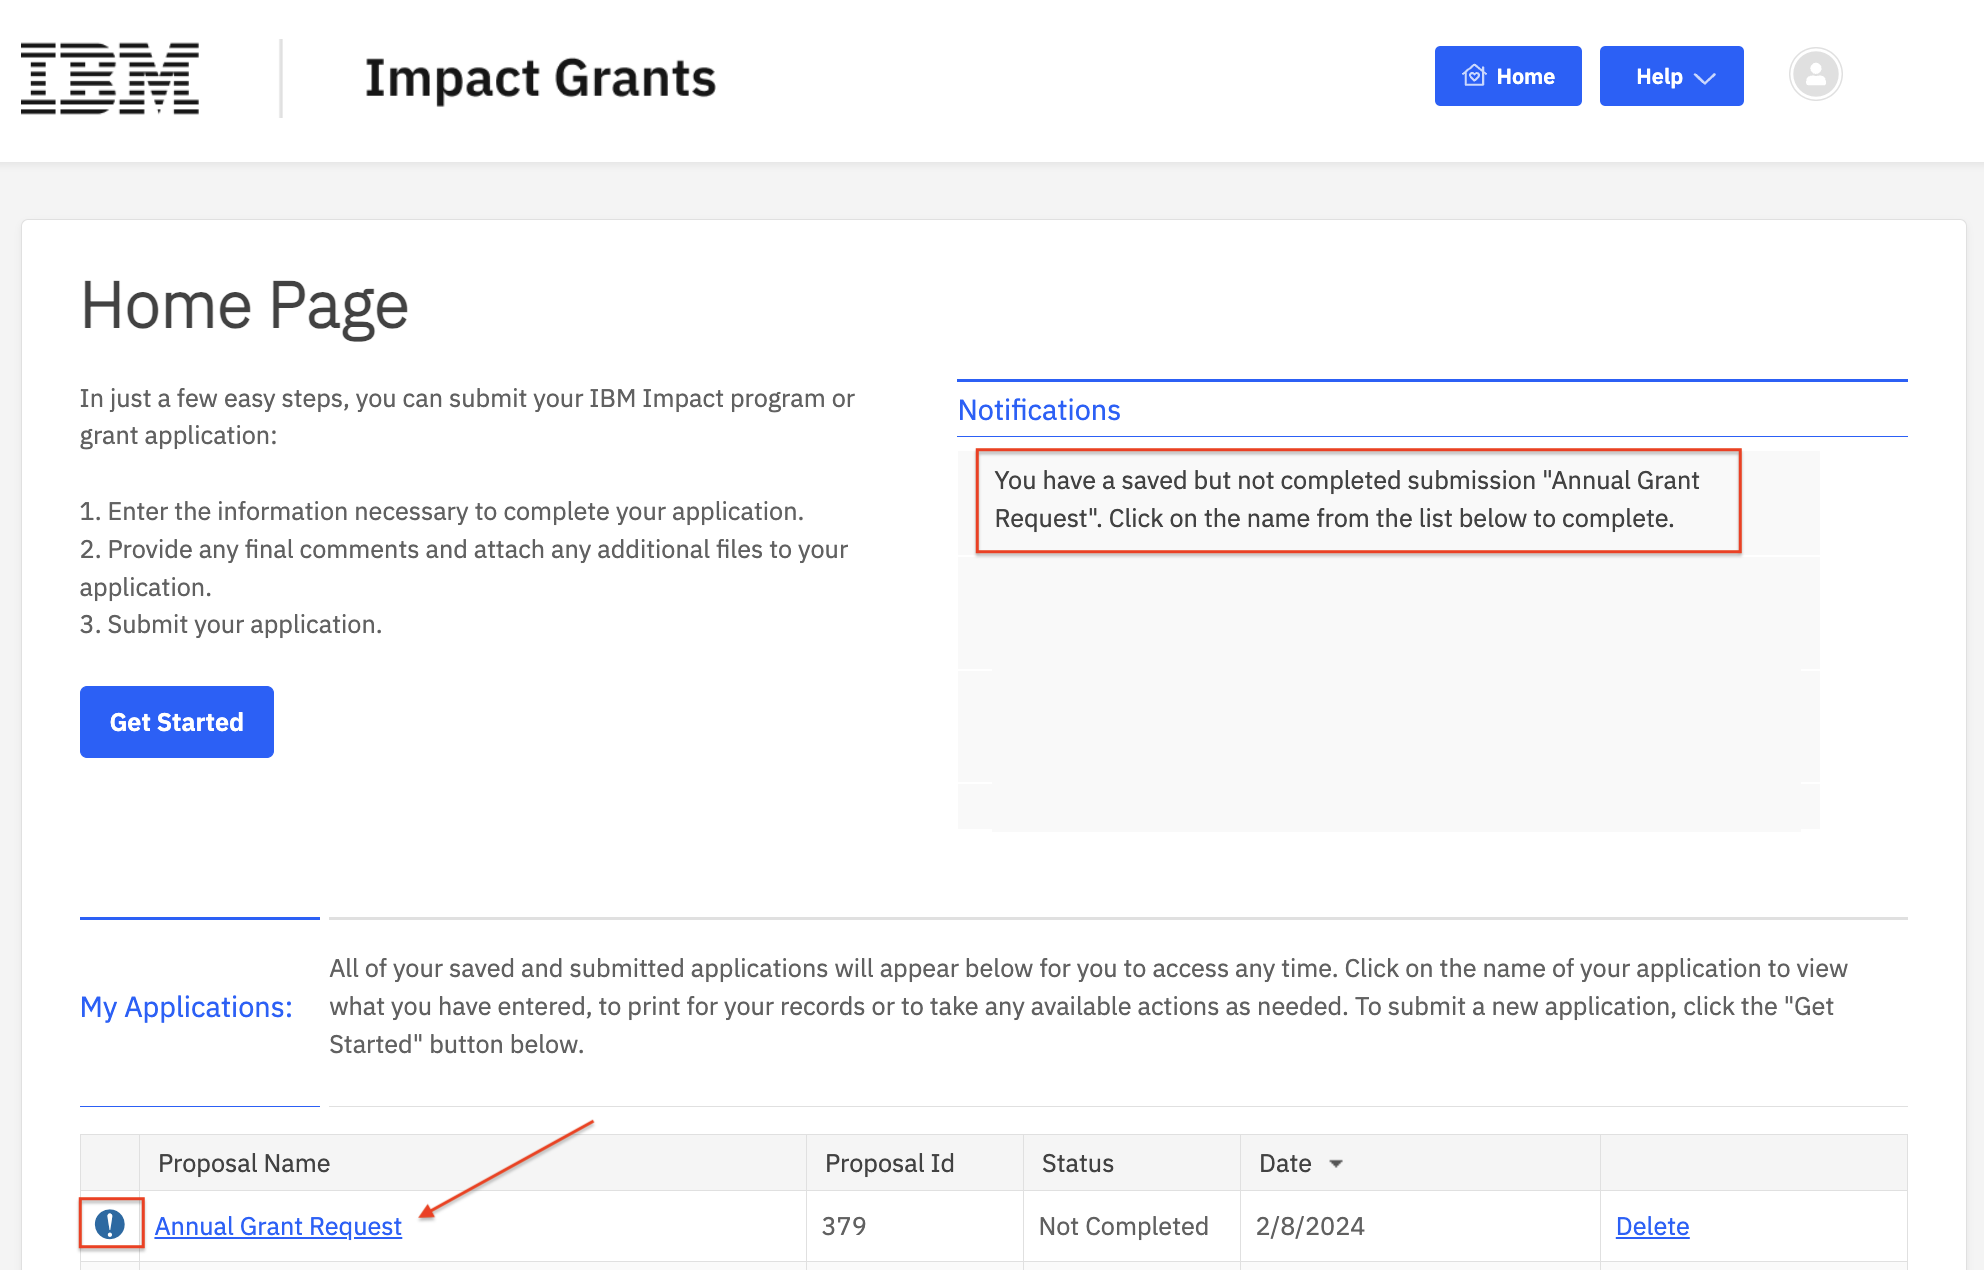 IBM
Impact Grants
Home
Help
Home Page
In just a few easy steps, you can submit your IBM Impact program or
grant application:
1. Enter the information necessary to complete your application.
2. Provide any final comments and attach any additional files to your
application.
3. Submit your application.
Get Started
Notifications
You have a saved but not completed submission "Annual Grant
Request". Click on the name from the list below to complete.
My Applications:
All of your saved and submitted applications will appear below for you to access any time. Click on the name of your application to view
what you have entered, to print for your records or to take any available actions as needed. To submit a new application, click the "Get
Started" button below.
Proposal Name Proposal Id Status Date
Annual Grant Request 379 Not Completed 2/8/2024 Delete